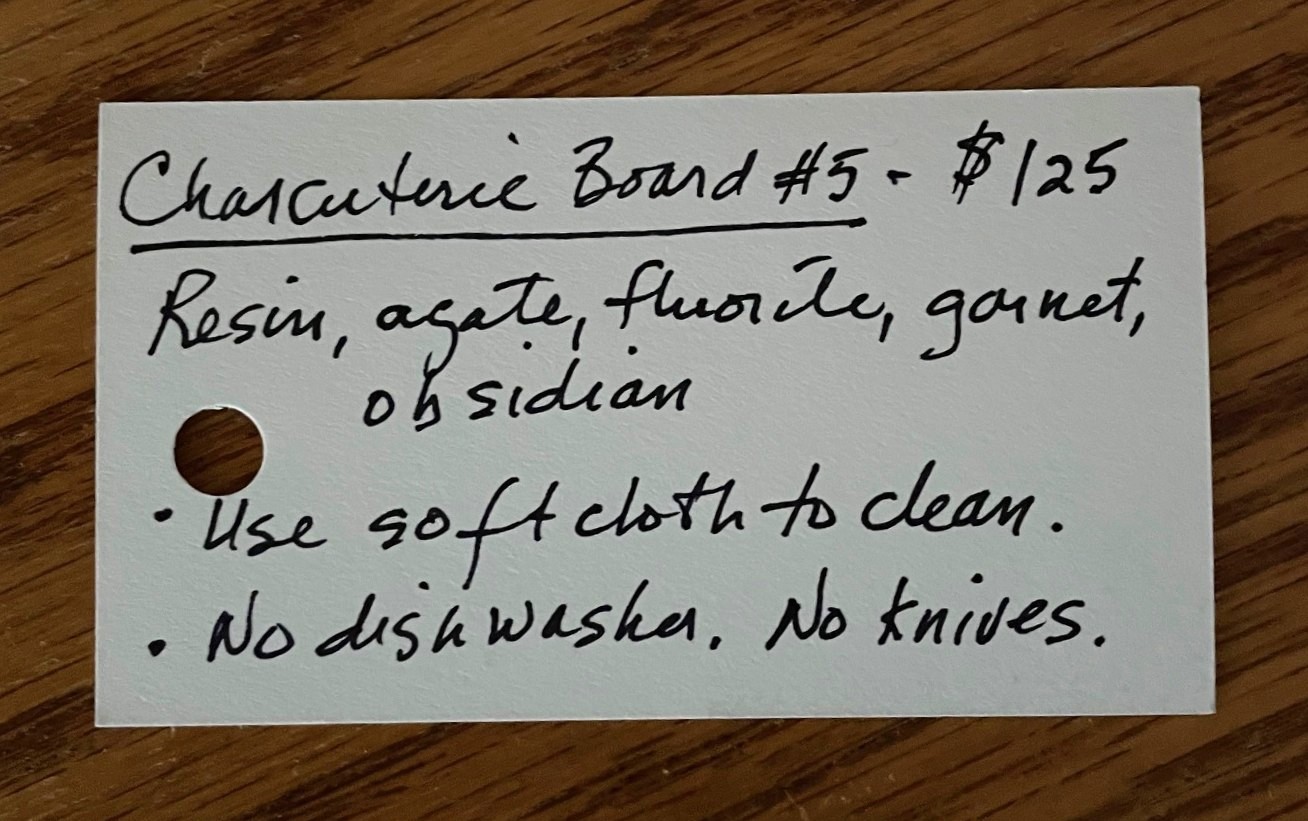 Charcuterie Board #5 - $125
Resin, agate, fluorite, garnet,
obsidian
• Use soft cloth to clean.
• No dishwasher. No knives.